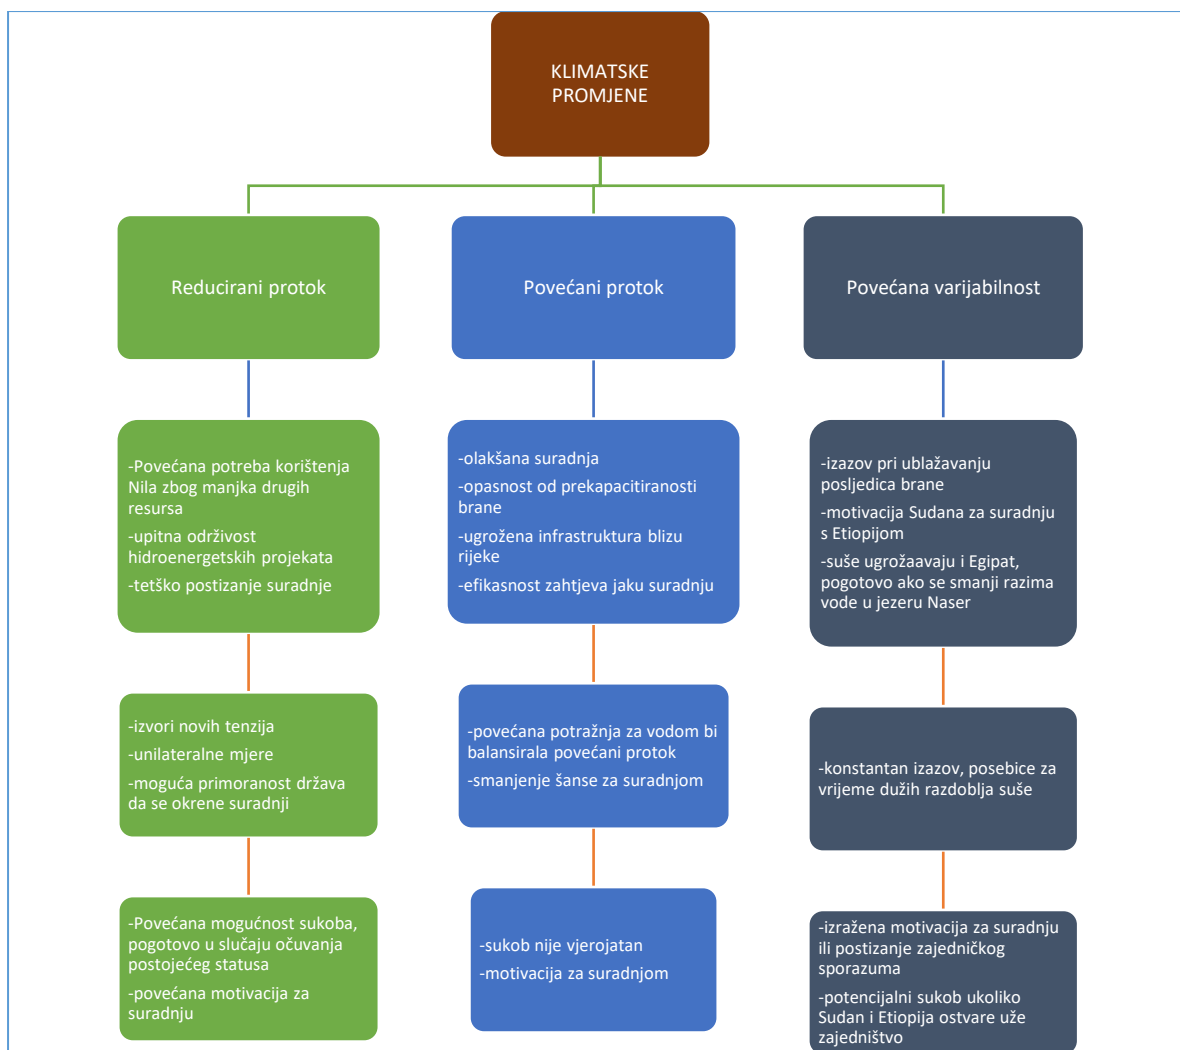 KLIMATSKE
PROMJENE
Reducirani protok
Povećani protok
Povećana varijabilnost
-Povećana potreba korištenja
Nila zbog manjka drugih
resursa
-upitna održivost
hidroenergetskih projekata
-tetško postizanje suradnje
-olakšana suradnja
-opasnost od prekapacitiranosti
brane
-ugrožena infrastruktura blizu
rijeke
-efikasnost zahtjeva jaku suradnju
-izazov pri ublažavanju
posljedica brane
-motivacija Sudana za suradnju
s Etiopijom
-suše ugrožaavaju i Egipat,
pogotovo ako se smanji razima
vode u jezeru Naser
-izvori novih tenzija
-unilateralne mjere
-moguća primoranost država
da se okrene suradnji
-povećana potražnja za vodom bi
balansirala povećani protok
-smanjenje šanse za suradnjom
-konstantan izazov, posebice za
vrijeme dužih razdoblja suše
-Povećana mogućnost sukoba,
pogotovo u slučaju očuvanja
postojećeg statusa
-povećana motivacija za
suradnju
-sukob nije vjerojatan
-motivacija za suradnjom
-izražena motivacija za suradnju
ili postizanje zajedničkog
sporazuma
-potencijalni sukob ukoliko
Sudan i Etiopija ostvare uže
zajedništvo